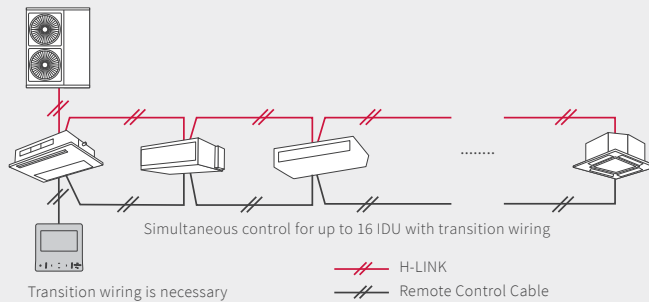 ........
Simultaneous control for up to 16 IDU with transition wiring
Transition wiring is necessary
H-LINK
Remote Control Cable